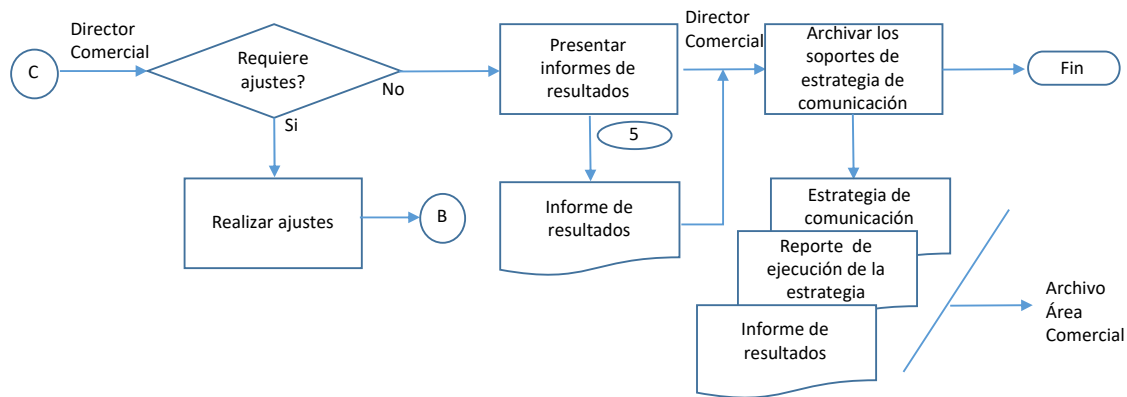 Director
Comercial
C
Requiere
ajustes?
No
Si
Realizar ajustes
B
Presentar
informes de
resultados
5
Informe de
resultados
Director
Comercial
Archivar los
soportes de
estrategia de
comunicación
Fin
Estrategia de
comunicación
Reporte de
ejecución de la
estrategia
Informe de
resultados
Archivo
Área
Comercial